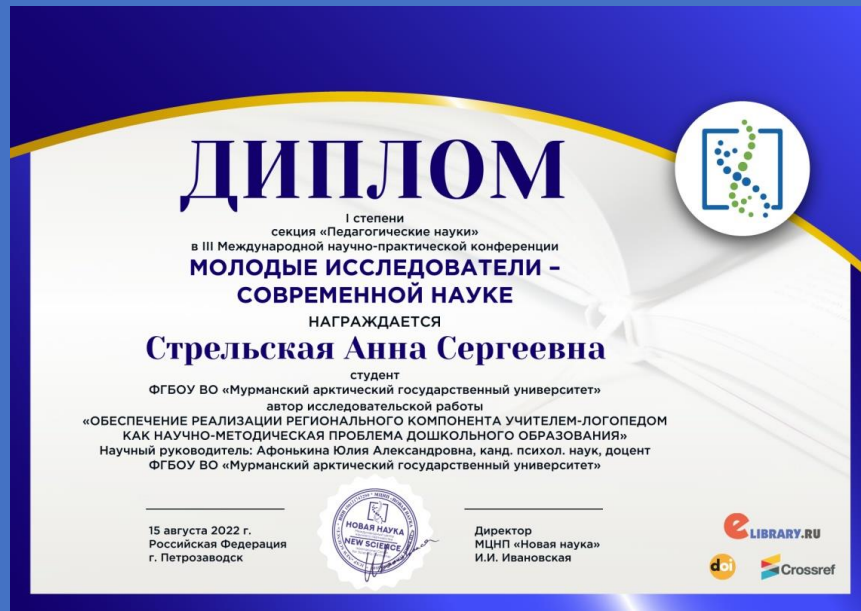 ДИПЛОМ
I степени
секция «Педагогические науки»
в III Международной научно-практической конференции
МОЛОДЫЕ ИССЛЕДОВАТЕЛИ –
СОВРЕМЕННОЙ НАУКЕ
НАГРАЖДАЕТСЯ
Стрельская Анна Сергеевна
студент
ФГБОУ ВО «Мурманский арктический государственный университет»
автор исследовательской работы
«ОБЕСПЕЧЕНИЕ РЕАЛИЗАЦИИ РЕГИОНАЛЬНОГО КОМПОНЕНТА УЧИТЕЛЕМ-ЛОГОПЕДОМ
КАК НАУЧНО-МЕТОДИЧЕСКАЯ ПРОБЛЕМА ДОШКОЛЬНОГО ОБРАЗОВАНИЯ»
Научный руководитель: Афонькина Юлия Александровна, канд. психол. наук, доцент
ФГБОУ ВО «Мурманский арктический государственный университет»
15 августа 2022 г.
Российская Федерация
г. Петрозаводск
НОВАЯ НАУКА
NEW SCIENCE
Директор
МЦНП «Новая наука»
И.И. Ивановская
eLIBRARY.RU
doi
Crossref